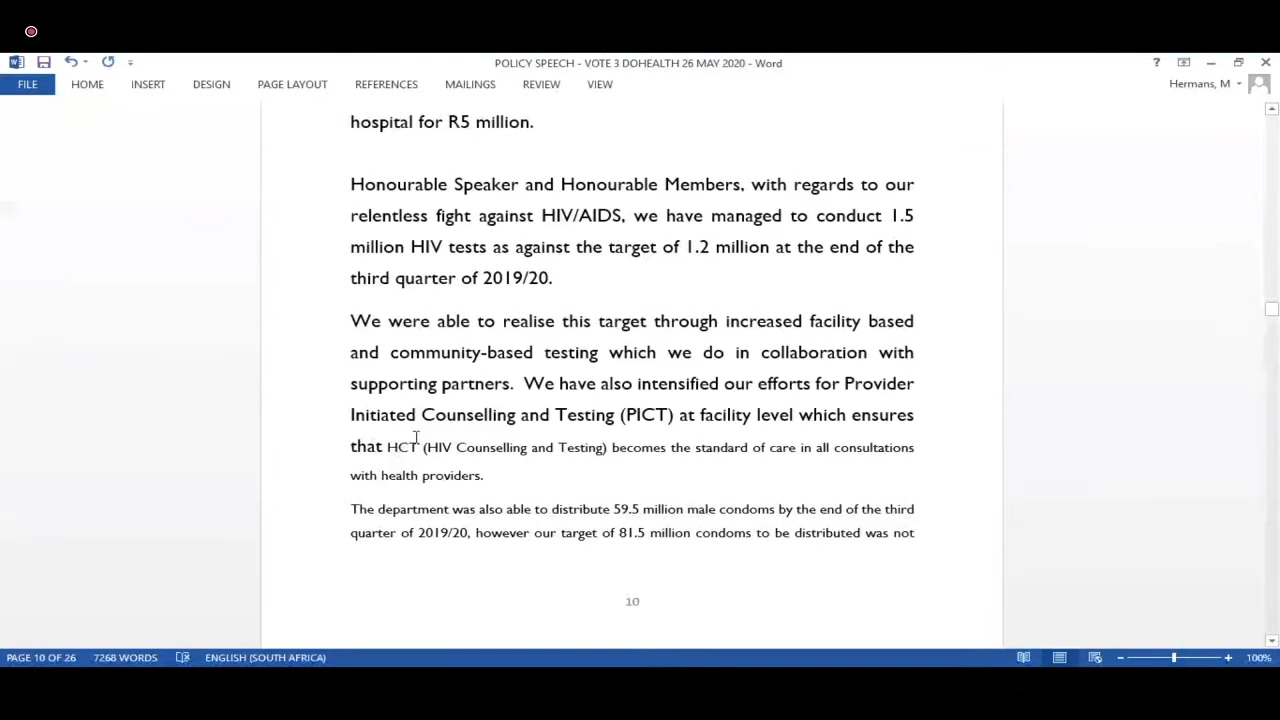 POLICY SPEECH - VOTE 3 DOHEALTH 26 MAY 2020 - Word
?
FILE HOME INSERT DESIGN PAGE LAYOUT REFERENCES MAILINGS REVIEW VIEW Hermans, M
hospital for R5 million.
Honourable Speaker and Honourable Members, with regards to our
relentless fight against HIV/AIDS, we have managed to conduct 1.5
million HIV tests as against the target of 1.2 million at the end of the
third quarter of 2019/20.
We were able to realise this target through increased facility based
and community-based testing which we do in collaboration with
supporting partners. We have also intensified our efforts for Provider
Initiated Counselling and Testing (PICT) at facility level which ensures
that HCT (HIV Counselling and Testing) becomes the standard of care in all consultations
with health providers.
The department was also able to distribute 59.5 million male condoms by the end of the third
quarter of 2019/20, however our target of 81.5 million condoms to be distributed was not
10
PAGE 10 OF 26 7268 WORDS ENGLISH (SOUTH AFRICA) 100%